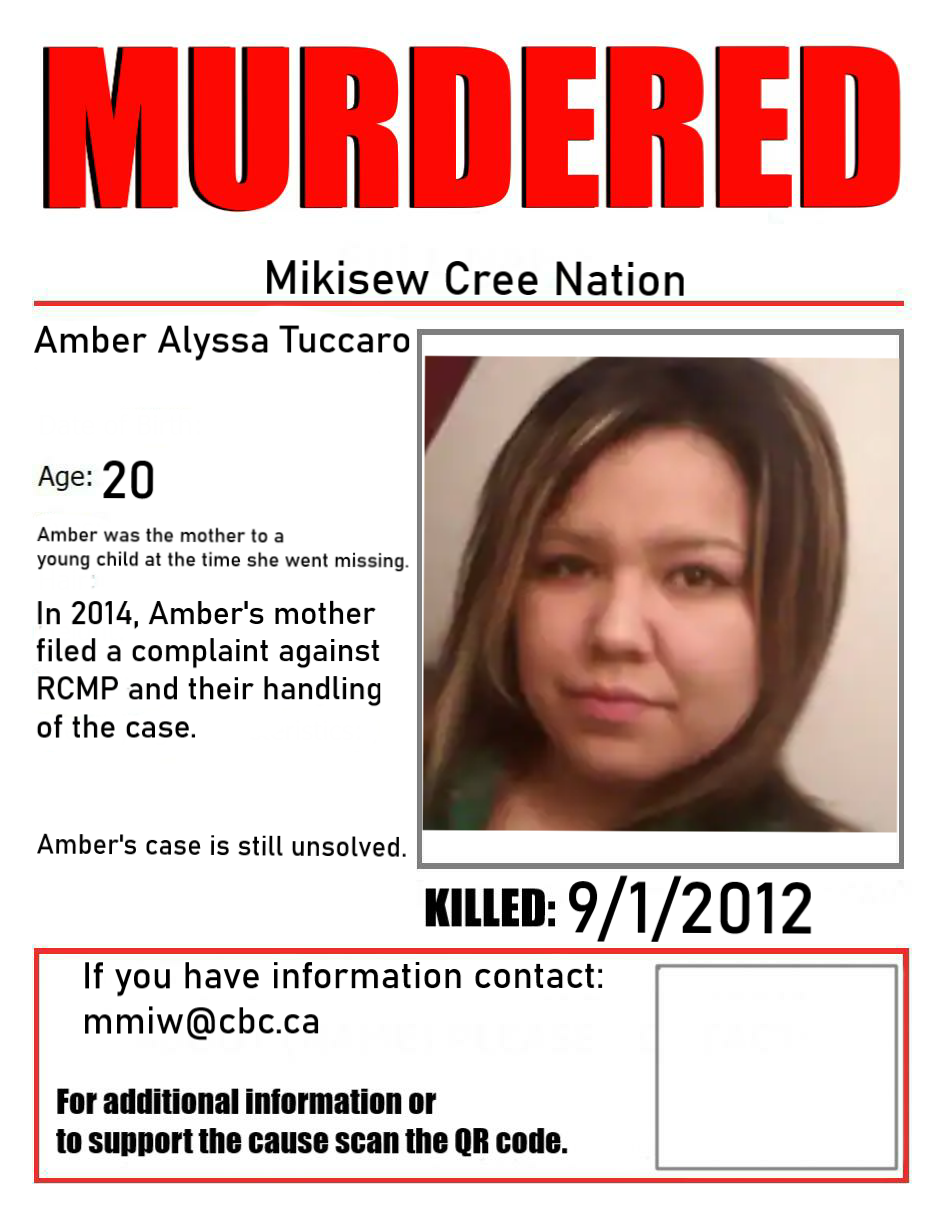 MURDERED
Mikisew Cree Nation
Amber Alyssa Tuccaro
Age: 20
Amber was the mother to a
young child at the time she went missing.
In 2014, Amber's mother
filed a complaint against
RCMP and their handling
of the case.
Amber's case is still unsolved.
KILLED: 9/1/2012
If you have information contact:
mmiw@cbc.ca
For additional information or
to support the cause scan the QR code.